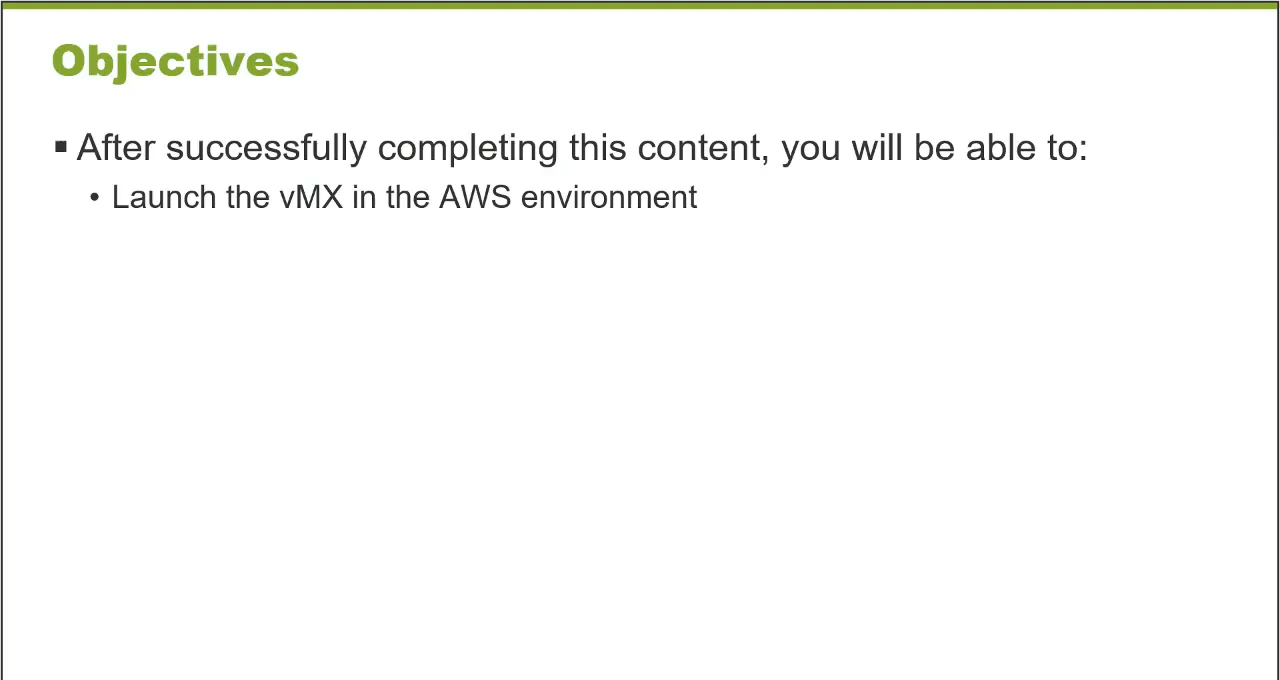 Objectives
▪ After successfully completing this content, you will be able to:
• Launch the vMX in the AWS environment